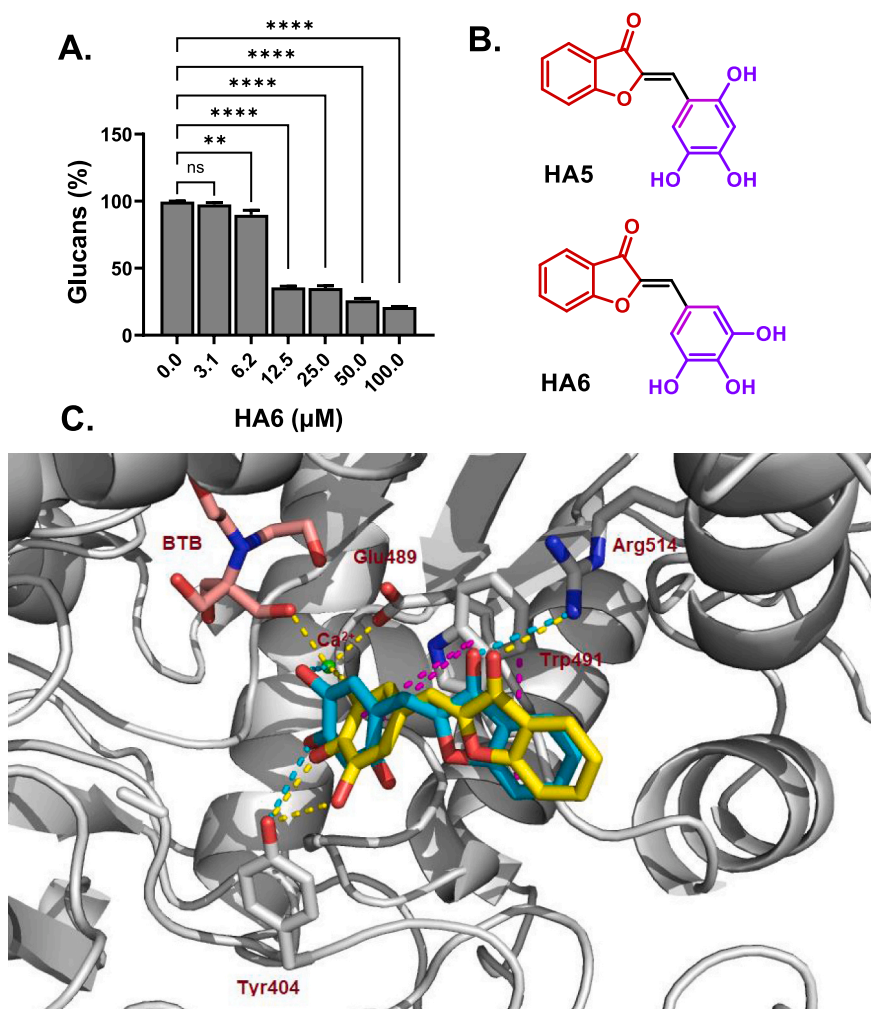 A.
****
****
****
****
**
ns
150
100
50
0
Glucans (%)
0.0
3.1
6.2
12.5
25.0
50.0
100.0
HA6 (µM)
B.
O
O
OH
HO
OH
HA5
O
O
OH
HO
OH
HA6
C.
BTB
Glu489
Arg514
Ca²⁺
Trp491
Tyr404